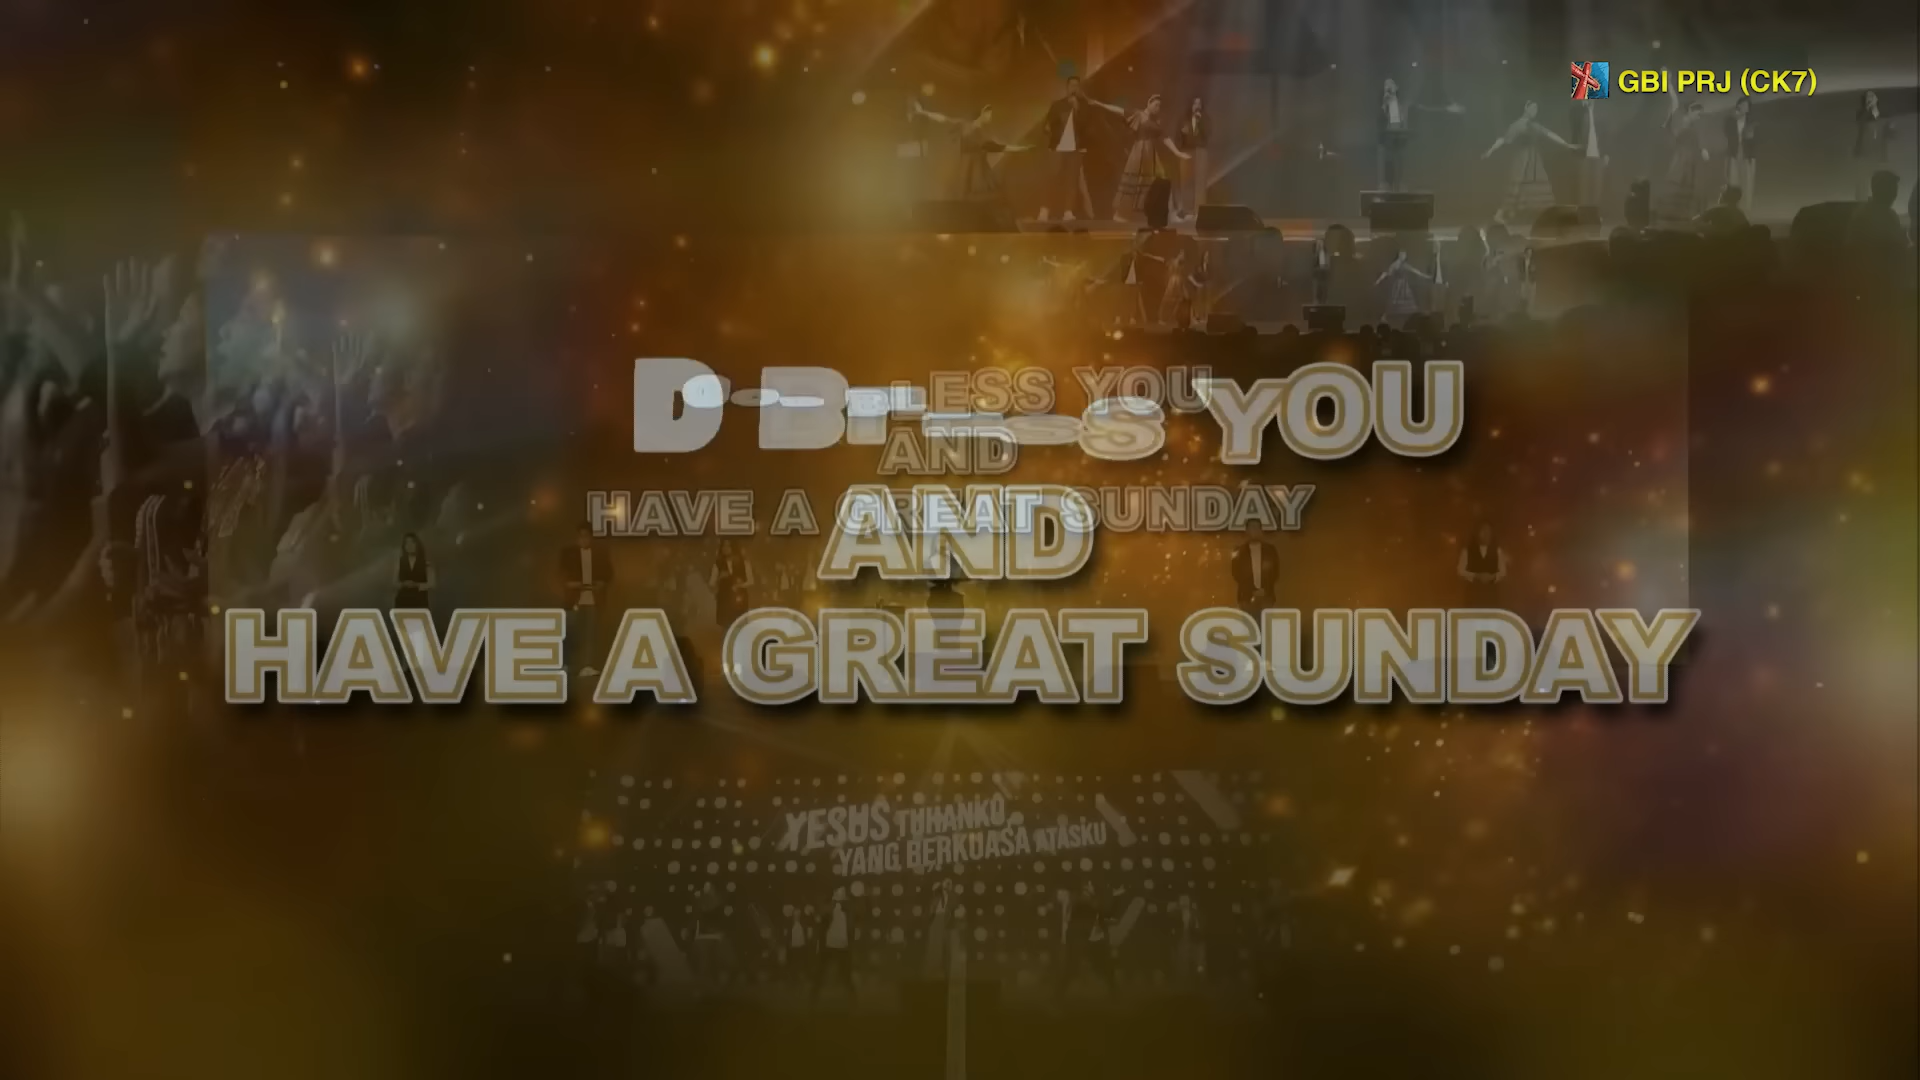 GBI PRJ (CK7)
LESS YOU
AND
HAVE A GREAT SUNDAY
D BLESS YOU
AND
HAVE A GREAT SUNDAY
YESUS TUHANKU,
YANG BERKUASA ATASKU